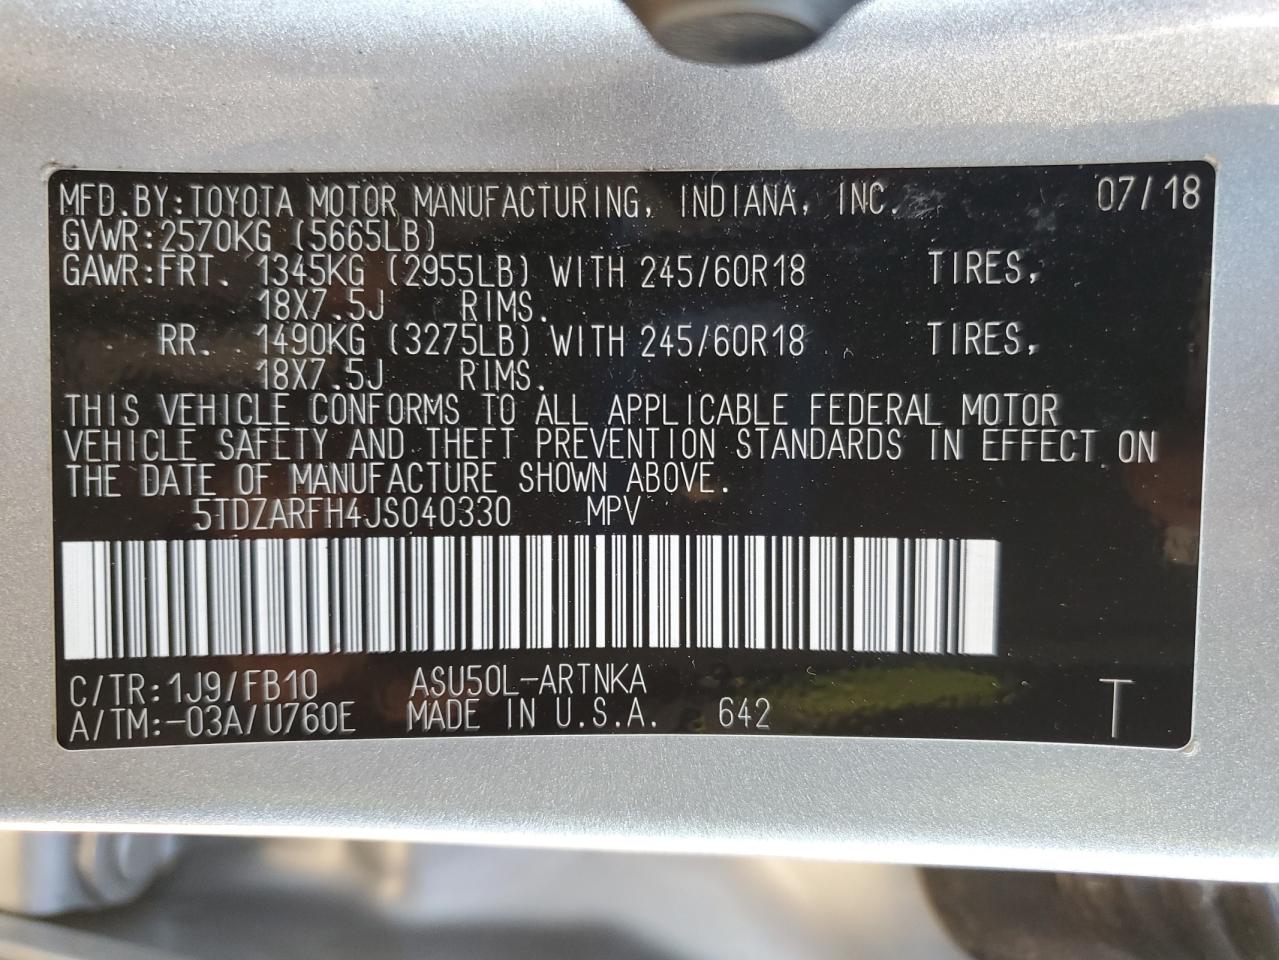 MFD.BY:TOYOTA MOTOR MANUFACTURING, INDIANA, INC. 07/18
GVWR:2570KG (5665LB)
GAWR:FRT. 1345KG (2955LB) WITH 245/60R18 TIRES,
18X7.5J RIMS.
RR. 1490KG (3275LB) WITH 245/60R18 TIRES,
18X7.5J RIMS.
THIS VEHICLE CONFORMS TO ALL APPLICABLE FEDERAL MOTOR
VEHICLE SAFETY AND THEFT PREVENTION STANDARDS IN EFFECT ON
THE DATE OF MANUFACTURE SHOWN ABOVE.
5TDZARFH4JS040330 MPV
C/TR:1J9/FB10 ASU50L-ARTNKA
A/TM:-03A/U760E MADE IN U.S.A. 642 T